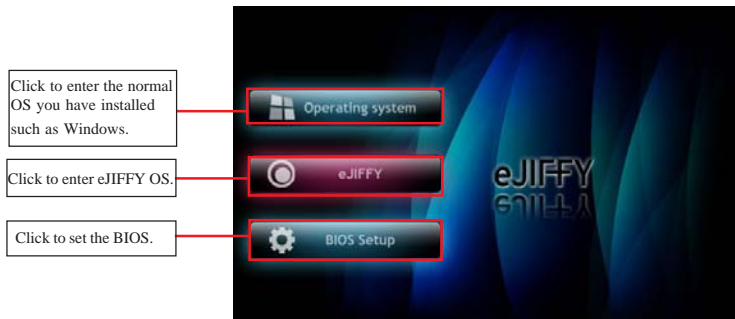 Click to enter the normal
OS you have installed
such as Windows.
Operating system
Click to enter eJIFFY OS.
eJIFFY
eJIFFY
Click to set the BIOS.
BIOS Setup